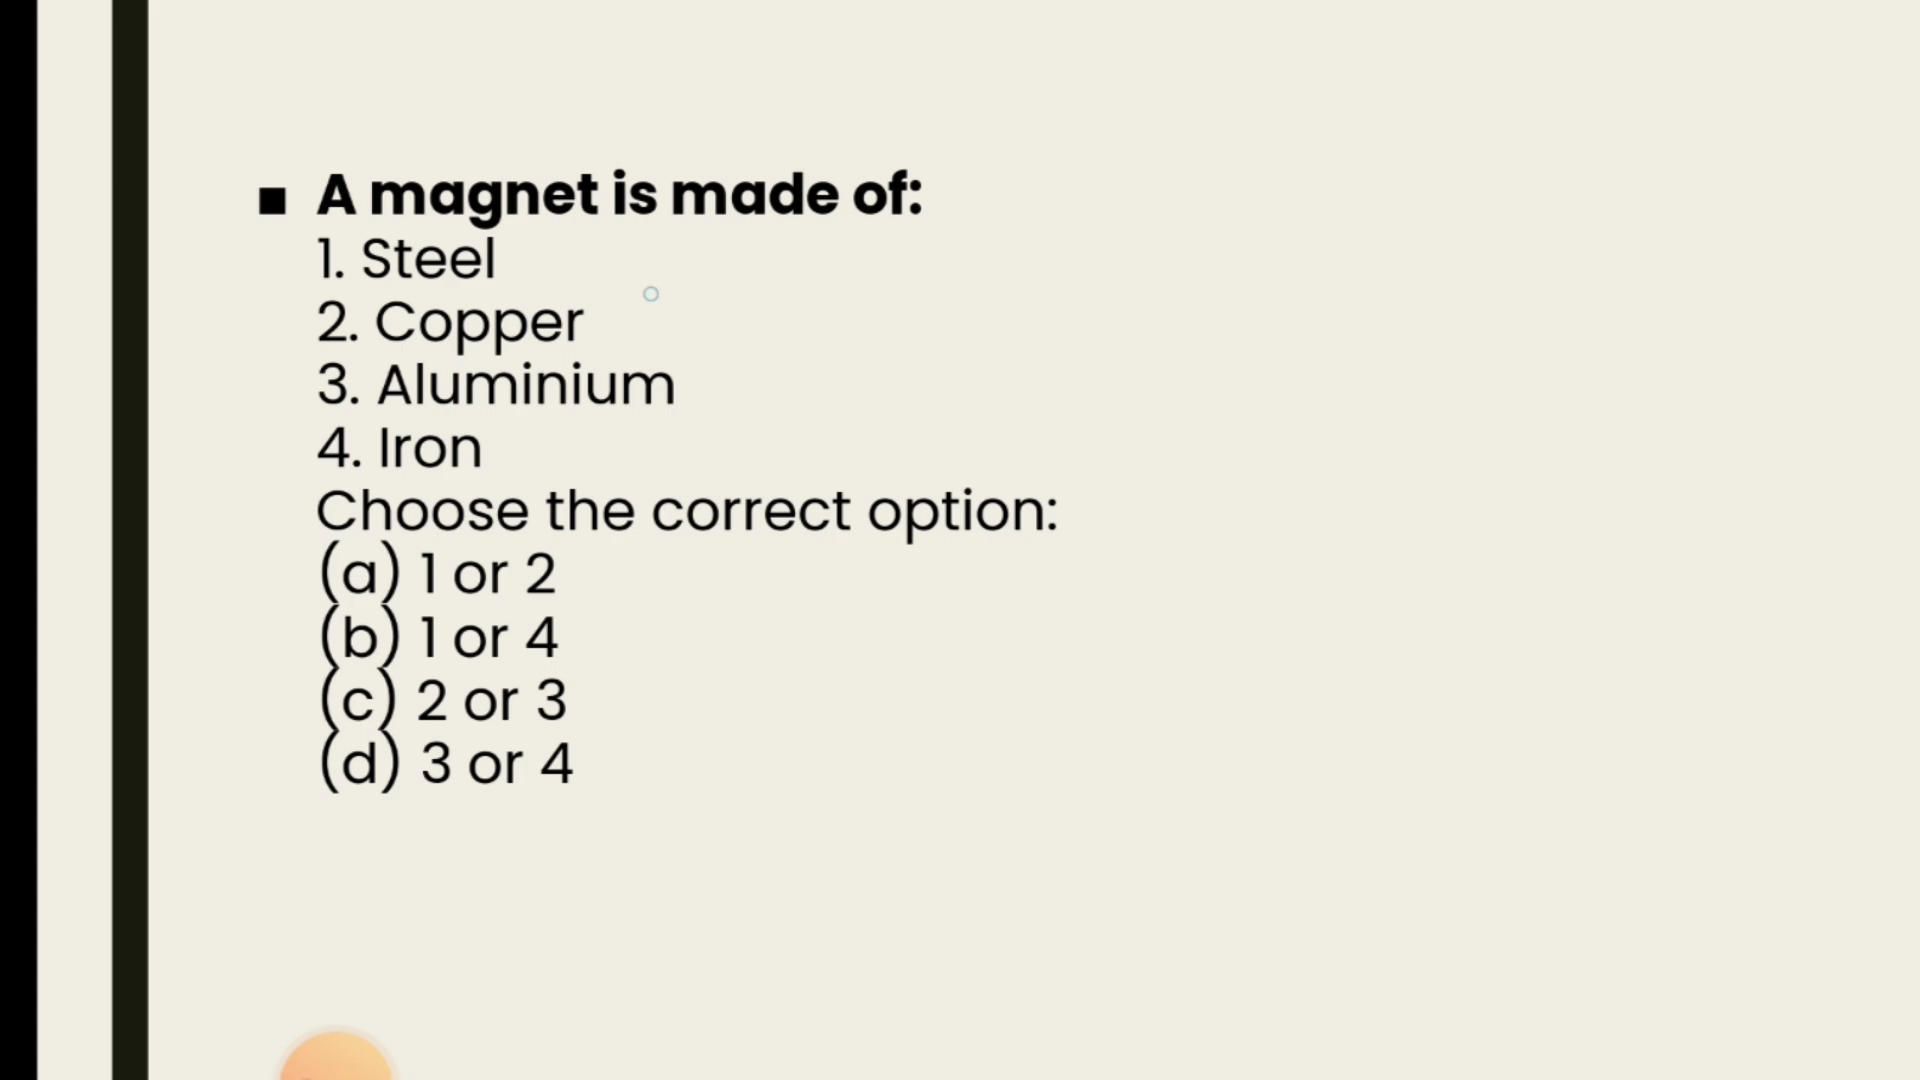 ■ A magnet is made of:
1. Steel
2. Copper
3. Aluminium
4. Iron
Choose the correct option:
(a) 1 or 2
(b) 1 or 4
(c) 2 or 3
(d) 3 or 4